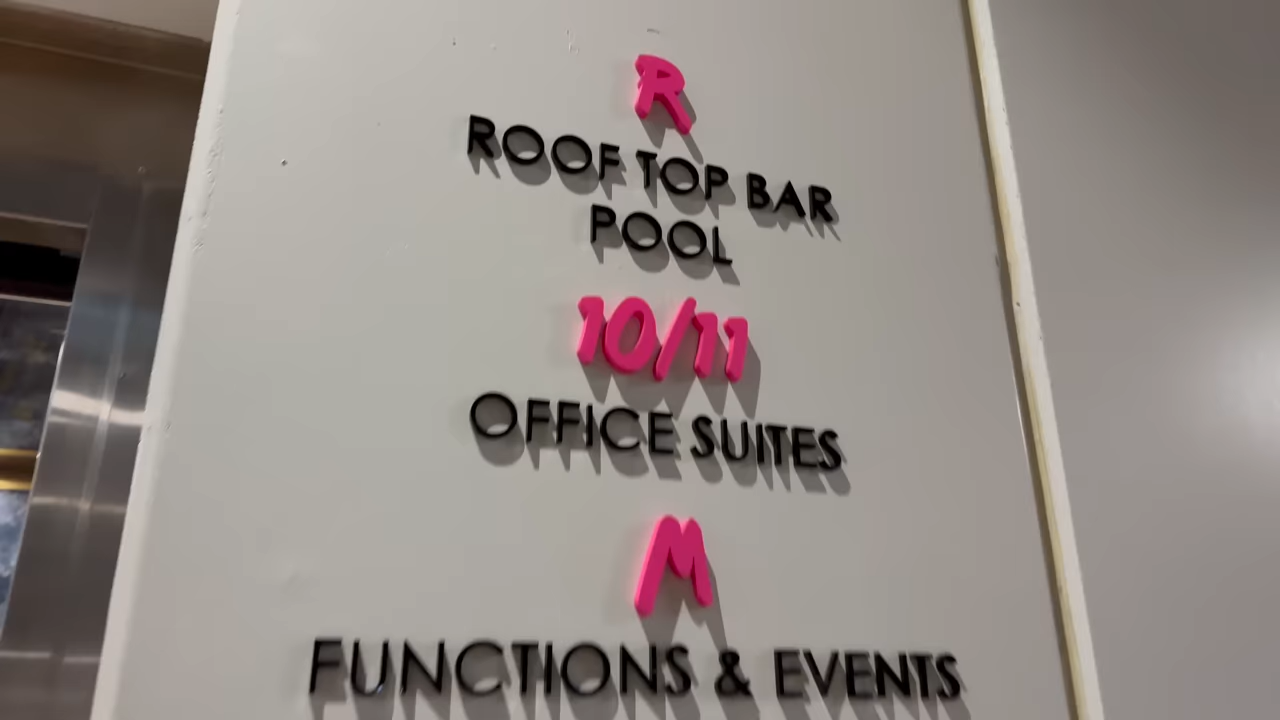 R
ROOF TOP BAR
POOL
10/11
OFFICE SUITES
M
FUNCTIONS & EVENTS